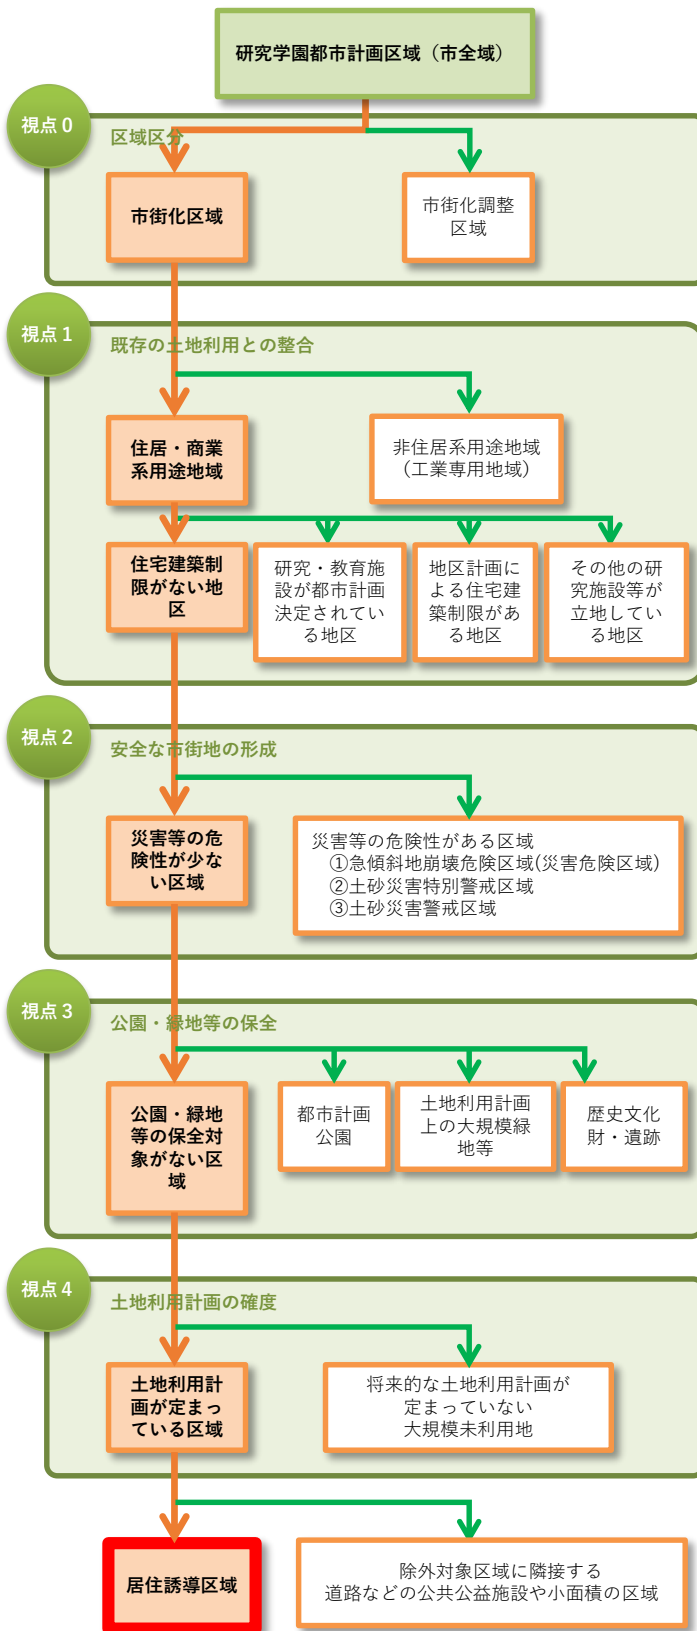 研究学園都市計画区域（市全域）
視点０
区域区分
市街化区域
市街化調整
区域
視点１
既存の土地利用との整合
住居・商業
系用途地域
非住居系用途地域
（工業専用地域）
住宅建築制
限がない地
区
研究・教育施
設が都市計画
決定されてい
る地区
地区計画に
よる住宅建
築制限があ
る地区
その他の研
究施設等が
立地してい
る地区
視点２
安全な市街地の形成
災害等の危
険性が少な
い区域
災害等の危険性がある区域
①急傾斜地崩壊危険区域(災害危険区域)
②土砂災害特別警戒区域
③土砂災害警戒区域
視点３
公園・緑地等の保全
公園・緑地
等の保全対
象がない区
域
都市計画
公園
土地利用計画
上の大規模緑
地等
歴史文化
財・遺跡
視点４
土地利用計画の確度
土地利用計
画が定まっ
ている区域
将来的な土地利用計画が
定まっていない
大規模未利用地
居住誘導区域
除外対象区域に隣接する
道路などの公共公益施設や小面積の区域